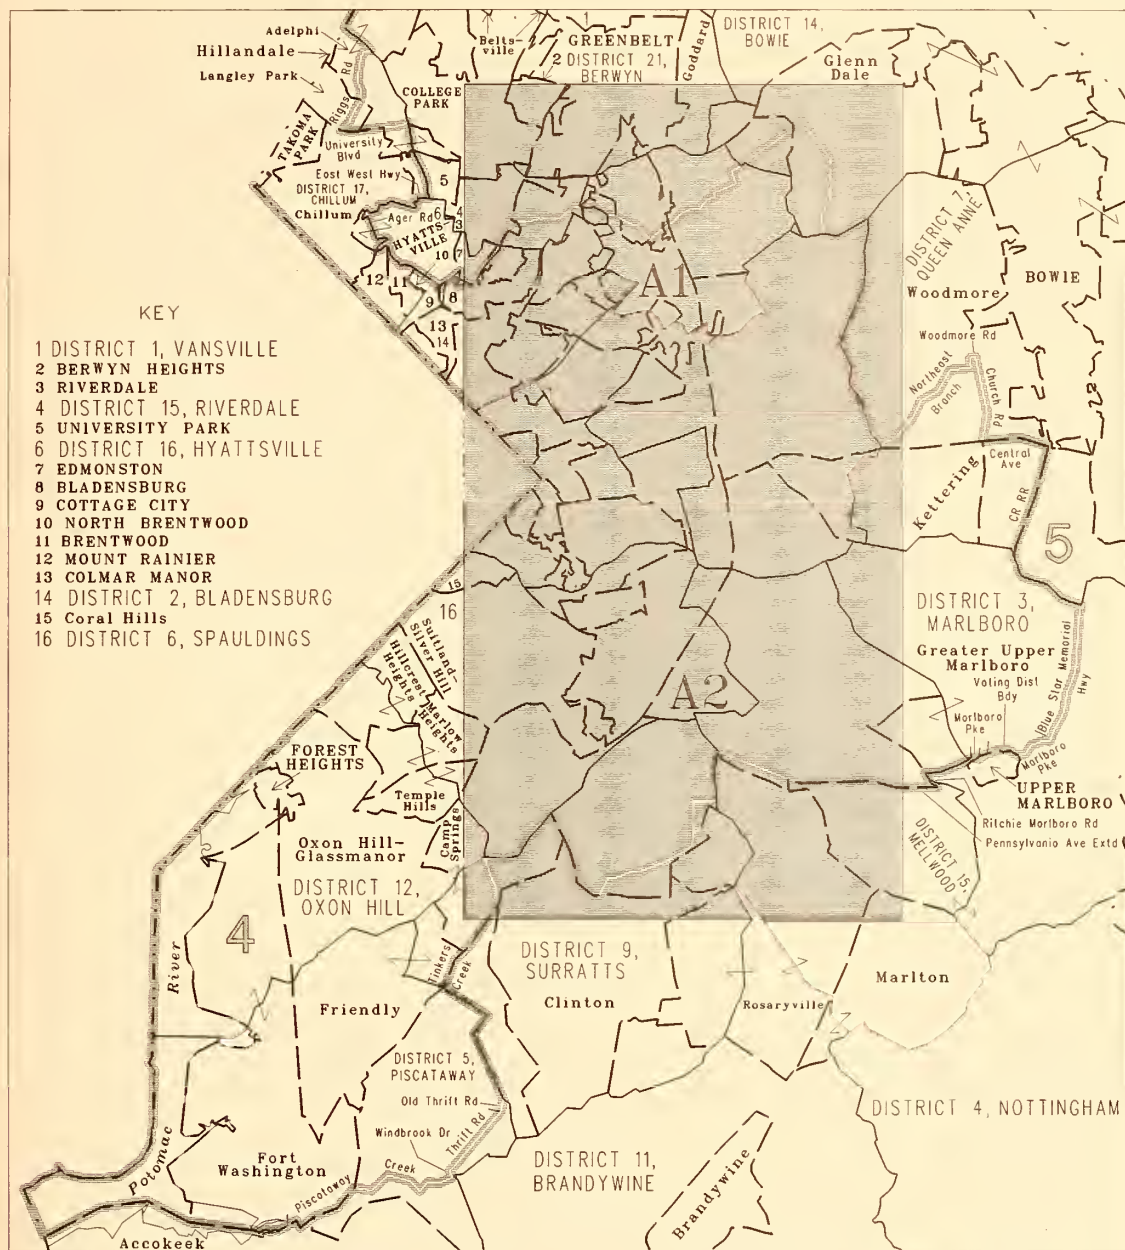 Adelphi
Hillandale
Langley Park
Riggs
Rd
TAKOMA
PARK
COLLEGE
PARK
Belts-
ville
1
GREENBELT
2 DISTRICT 21,
BERWYN
Goddard
DISTRICT 14,
BOWIE
Glenn
Dale
University
Blvd
East West Hwy
DISTRICT 17,
CHILLUM
Chillum
5
Ager Rd
6
4
3
HYATTS-
VILLE
10
7
12
11
9
8
13
14
A1
DISTRICT 7,
QUEEN ANNE
Woodmore
BOWIE
Woodmore Rd
Northeast
Branch
Church Rd
Central
Ave
Kettering
CR RR
5
KEY
1 DISTRICT 1, VANSVILLE
2 BERWYN HEIGHTS
3 RIVERDALE
4 DISTRICT 15, RIVERDALE
5 UNIVERSITY PARK
6 DISTRICT 16, HYATTSVILLE
7 EDMONSTON
8 BLADENSBURG
9 COTTAGE CITY
10 NORTH BRENTWOOD
11 BRENTWOOD
12 MOUNT RAINIER
13 COLMAR MANOR
14 DISTRICT 2, BLADENSBURG
15 Coral Hills
16 DISTRICT 6, SPAULDINGS
15
16
Suitland-
Silver Hill
Hillcrest
Heights
Marlow
Heights
A2
DISTRICT 3,
MARLBORO
Greater Upper
Marlboro
Voting Dist
Bdy
Marlboro
Pke
Blue Star Memorial
Hwy
Marlboro
Pke
UPPER
MARLBORO
Ritchie Marlboro Rd
Pennsylvania Ave Extd
DISTRICT 15,
MELLWOOD
FOREST
HEIGHTS
Temple
Hills
Camp
Springs
Oxon Hill-
Glassmanor
DISTRICT 12,
OXON HILL
4
River
Tinkers
Creek
Friendly
DISTRICT 9,
SURRATTS
Clinton
Rosaryville
Marlton
DISTRICT 5,
PISCATAWAY
Old Thrift Rd
Windbrook Dr
Thrift Rd
DISTRICT 4, NOTTINGHAM
Potomac
Fort
Washington
Piscataway
Creek
DISTRICT 11,
BRANDYWINE
Brandywine
Accokeek